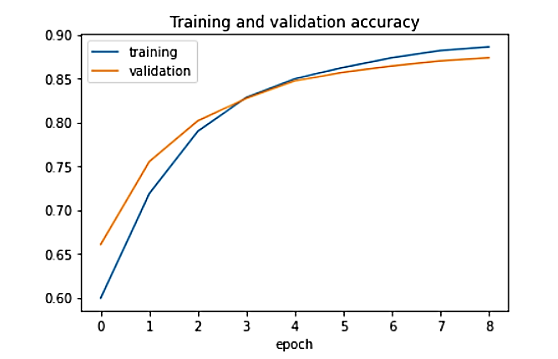 Training and validation accuracy
0.90
training
validation
0.85
0.80
0.75
0.70
0.65
0.60
0 1 2 3 4 5 6 7 8
epoch